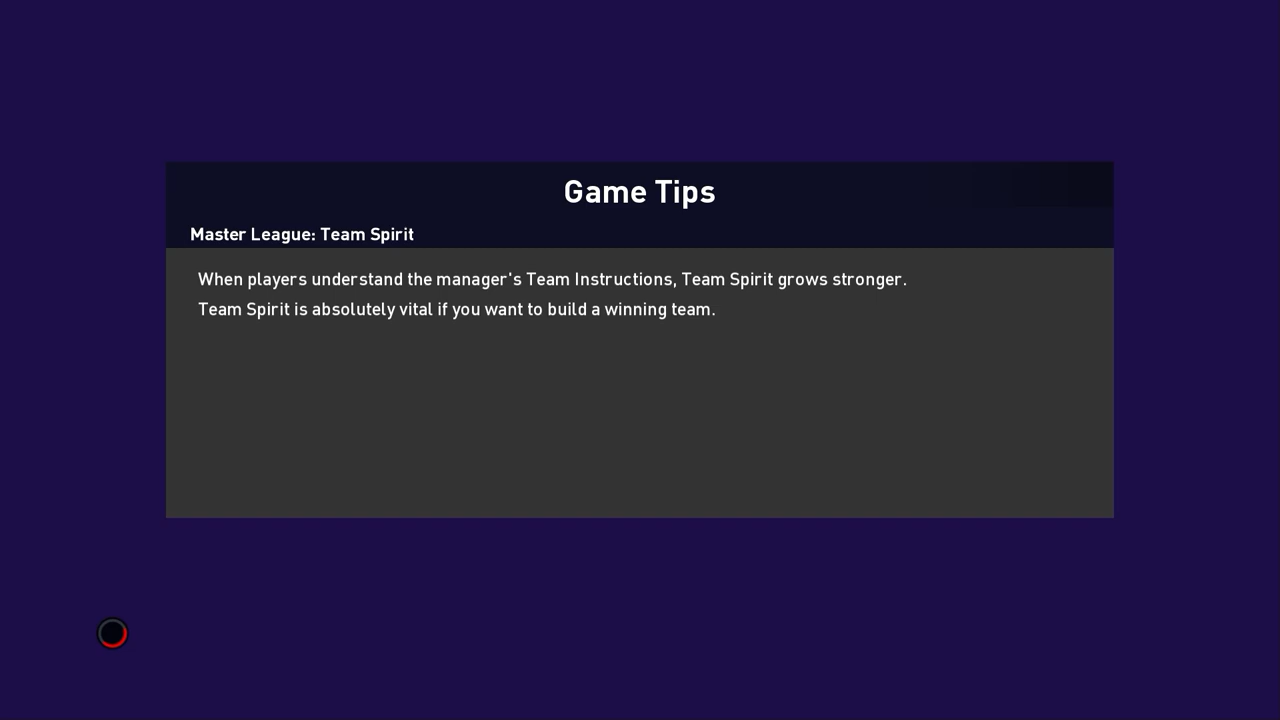 Game Tips
Master League: Team Spirit
When players understand the manager's Team Instructions, Team Spirit grows stronger.
Team Spirit is absolutely vital if you want to build a winning team.